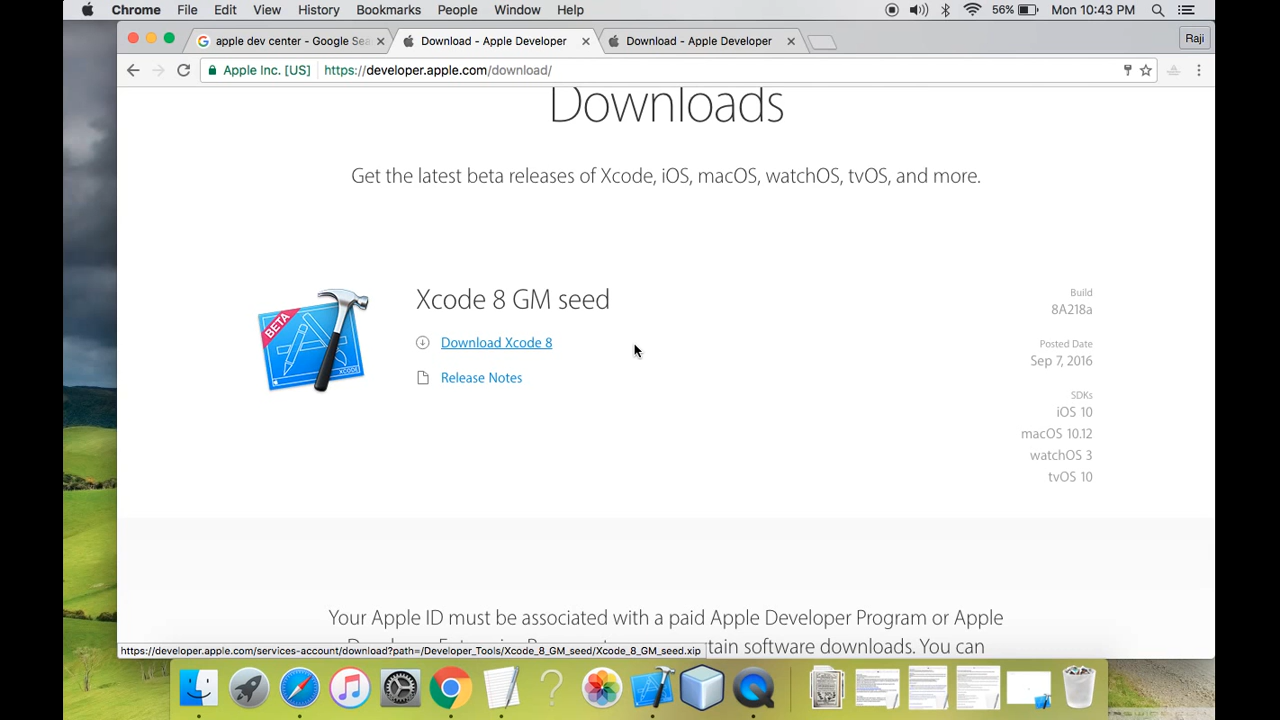 Chrome File Edit View History Bookmarks People Window Help 56% Mon 10:43 PM
apple dev center - Google Sea Download - Apple Developer Download - Apple Developer Raji
Apple Inc. [US] https://developer.apple.com/download/
Downloads
Get the latest beta releases of Xcode, iOS, macOS, watchOS, tvOS, and more.
Xcode 8 GM seed
Download Xcode 8
Release Notes
BETA
XCODE
Build
8A218a
Posted Date
Sep 7, 2016
SDKs
iOS 10
macOS 10.12
watchOS 3
tvOS 10
Your Apple ID must be associated with a paid Apple Developer Program or Apple
tain software downloads. You can
https://developer.apple.com/services-account/download?path=/Developer_Tools/Xcode_8_GM_seed/Xcode_8_GM_seed.xip